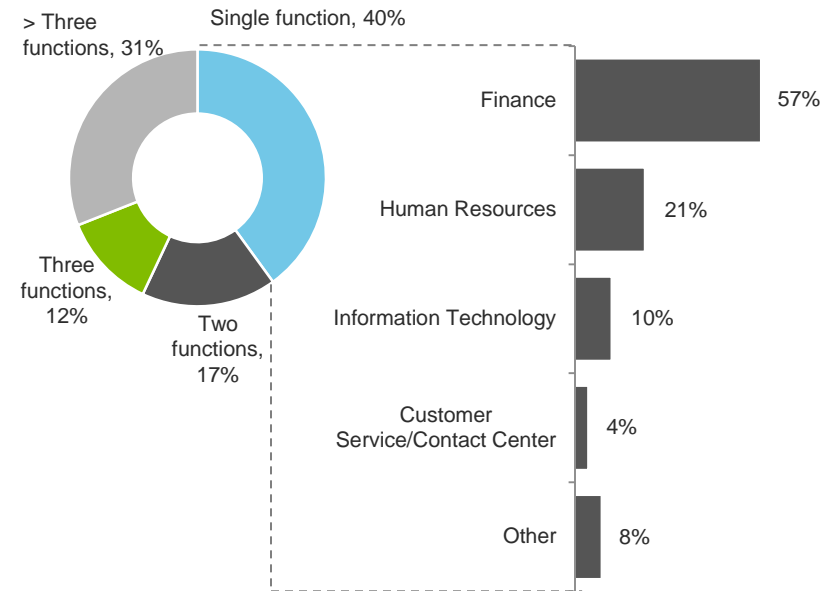 > Three
functions, 31%
Single function, 40%
Three
functions,
12%
Two
functions,
17%
Finance
57%
Human Resources
21%
Information Technology
10%
Customer
Service/Contact Center
4%
Other
8%